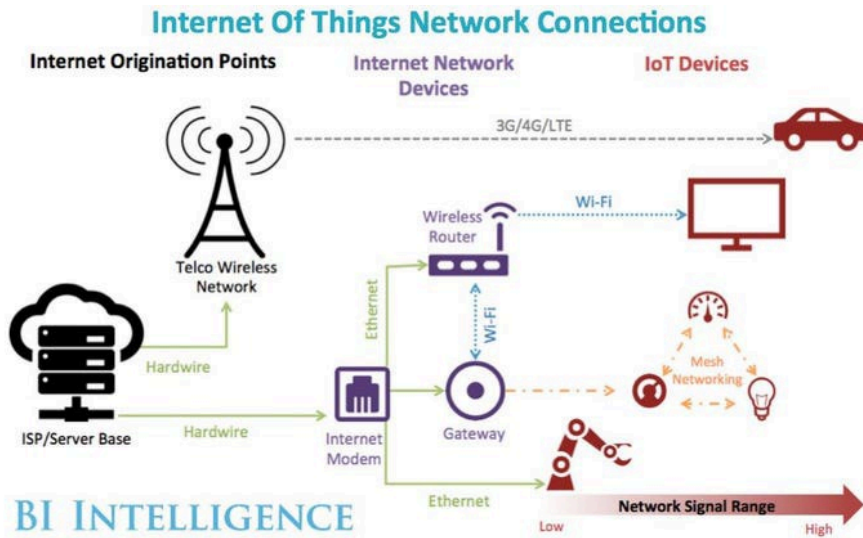 Internet Of Things Network Connections
Internet Origination Points
Internet Network
Devices
IoT Devices
3G/4G/LTE
Wireless
Router
Wi-Fi
Telco Wireless
Network
Ethernet
Wi-Fi
Hardwire
Mesh
Networking
ISP/Server Base
Hardwire
Internet
Modem
Gateway
Ethernet
BI INTELLIGENCE
Network Signal Range
Low
High